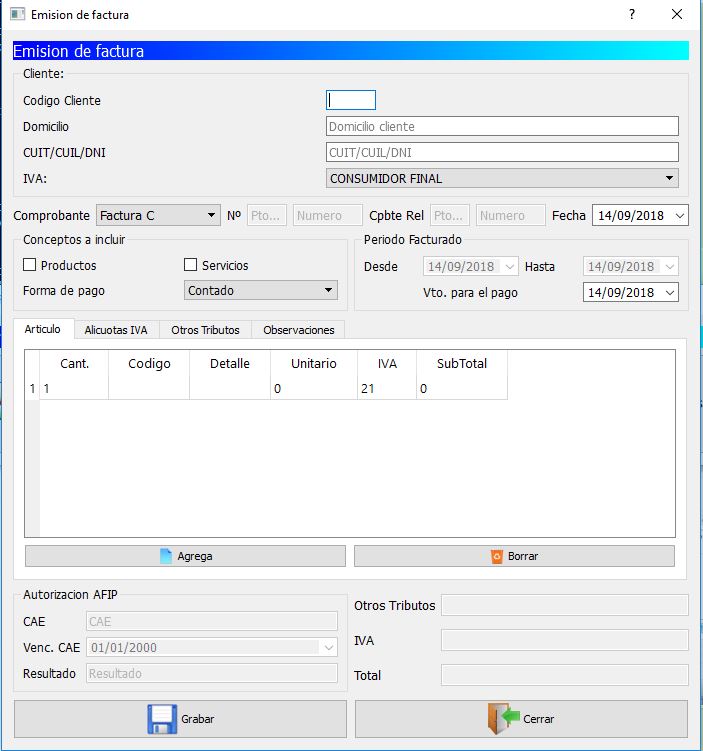 Emision de factura
?
Emision de factura
Cliente:
Codigo Cliente
Domicilio Domicilio cliente
CUIT/CUIL/DNI CUIT/CUIL/DNI
IVA: CONSUMIDOR FINAL
Comprobante Factura C Nº Pto... Numero Cpbte Rel Pto... Numero Fecha 14/09/2018
Conceptos a incluir
Productos Servicios
Forma de pago Contado
Periodo Facturado
Desde 14/09/2018 Hasta 14/09/2018
Vto. para el pago 14/09/2018
Articulo Alicuotas IVA Otros Tributos Observaciones
Cant. Codigo Detalle Unitario IVA SubTotal
1 1 0 21 0
Agrega Borrar
Autorizacion AFIP
CAE CAE
Venc. CAE 01/01/2000
Resultado Resultado
Otros Tributos
IVA
Total
Grabar Cerrar